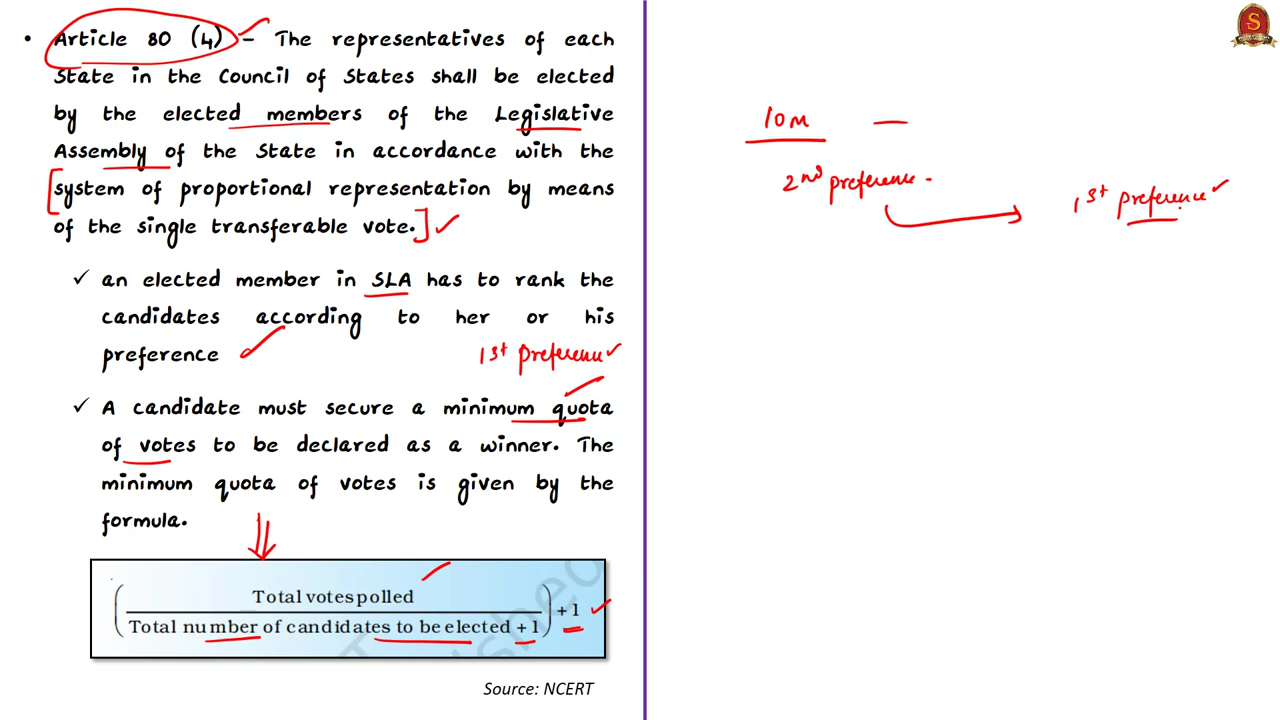 • Article 80 (4) – The representatives of each
State in the Council of States shall be elected
by the elected members of the Legislative
Assembly of the State in accordance with the
[system of proportional representation by means
of the single transferable vote.]
✓ an elected member in SLA has to rank the
candidates according to her or his
preference
1st preference
✓ A candidate must secure a minimum quota
of votes to be declared as a winner. The
minimum quota of votes is given by the
formula.
Total votes polled
Total number of candidates to be elected + 1
+ 1
Source: NCERT
10M —
2nd preference.
1st preference
S